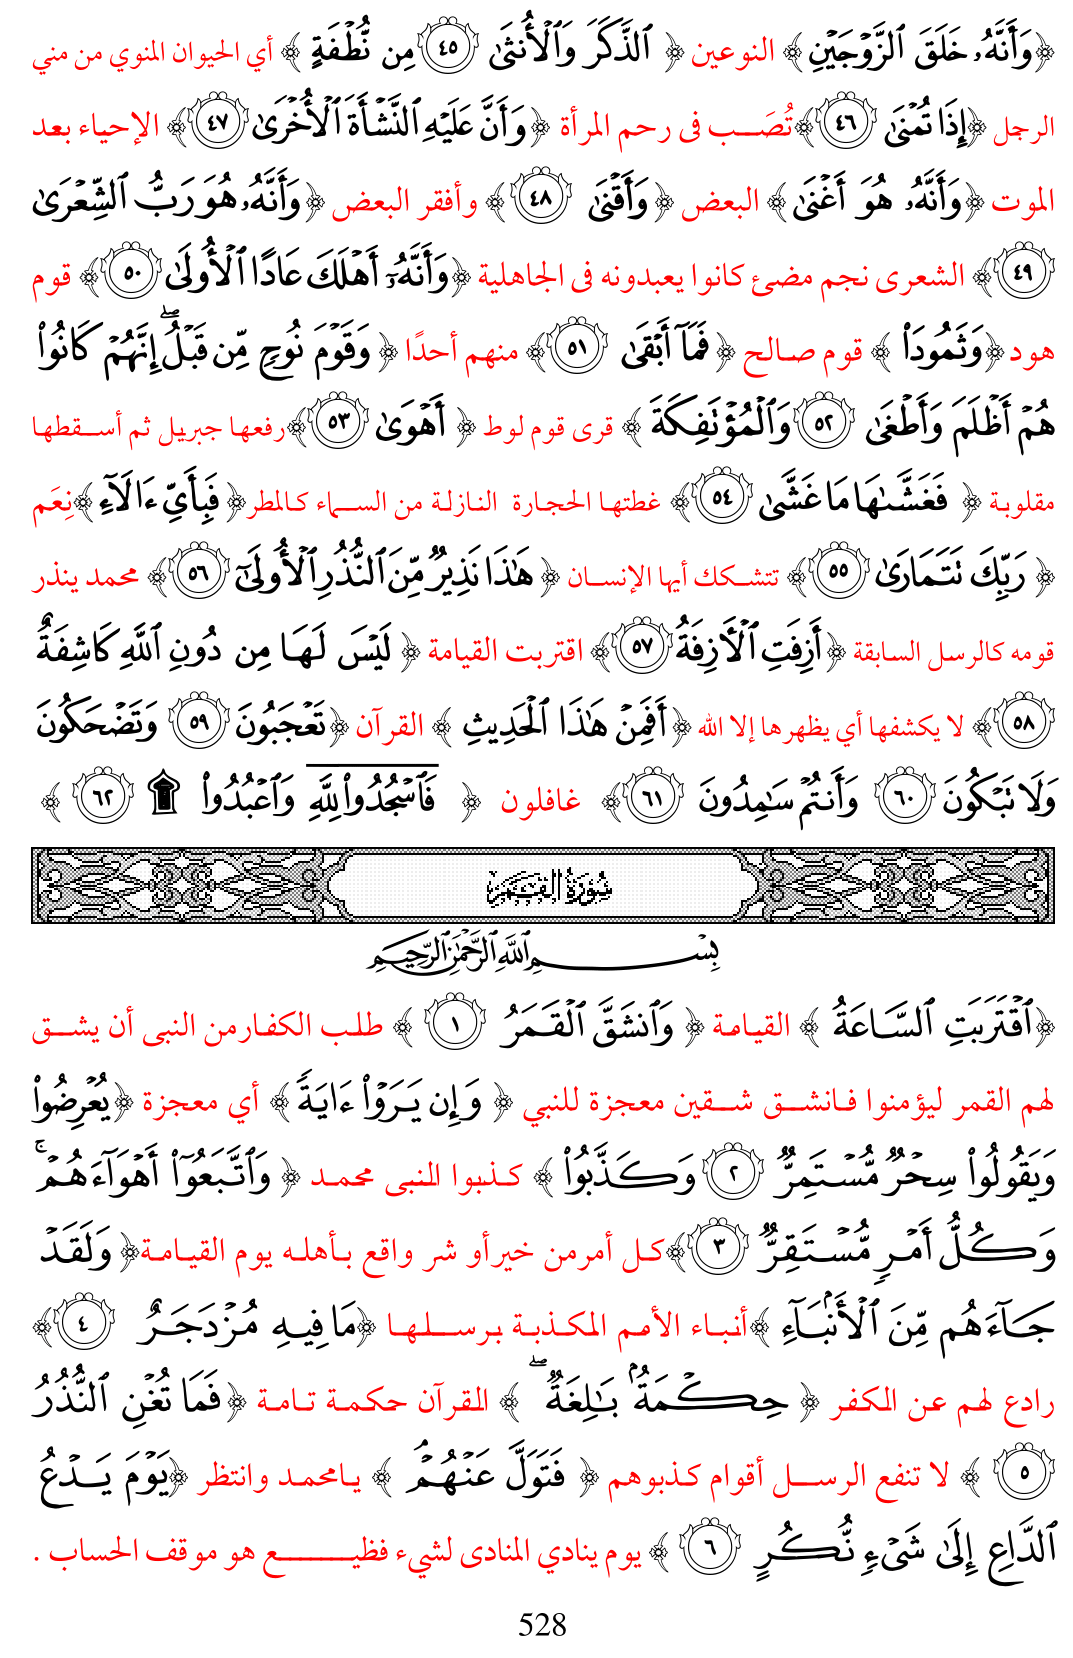 ﴿وَأَنَّهُۥ خَلَقَ ٱلزَّوْجَيْنِ﴾ النوعين ﴿ ٱلذَّكَرَ وَٱلْأُنثَىٰ ٤٥ مِن نُّطْفَةٍ ﴾ أي الحيوان المنوي من مني
الرجل ﴿إِذَا تُمْنَىٰ ٤٦﴾ تُصَب فى رحم المرأة ﴿وَأَنَّ عَلَيْهِ ٱلنَّشْأَةَ ٱلْأُخْرَىٰ ٤٧﴾ الإحياء بعد
الموت ﴿وَأَنَّهُۥ هُوَ أَغْنَىٰ﴾ البعض ﴿وَأَقْنَىٰ ٤٨﴾ وأفقر البعض ﴿وَأَنَّهُۥ هُوَ رَبُّ ٱلشِّعْرَىٰ
٤٩﴾ الشعرى نجم مضئ كانوا يعبدونه فى الجاهلية ﴿وَأَنَّهُۥٓ أَهْلَكَ عَادًا ٱلْأُولَىٰ ٥٠﴾ قوم
هود ﴿وَثَمُودَا۟ ﴾ قوم صالح ﴿فَمَآ أَبْقَىٰ ٥١﴾ منهم أحدًا ﴿ وَقَوْمَ نُوحٍ مِّن قَبْلُ ۖ إِنَّهُمْ كَانُوا۟
هُمْ أَظْلَمَ وَأَطْغَىٰ ٥٢ وَٱلْمُؤْتَفِكَةَ ﴾ قرى قوم لوط ﴿ أَهْوَىٰ ٥٣﴾ رفعها جبريل ثم أسقطها
مقلوبة ﴿ فَغَشَّىٰهَا مَا غَشَّىٰ ٥٤﴾ غطتها الحجارة النازلة من السماء كالمطر ﴿ فَبِأَىِّ ءَالَآءِ ﴾ نِعَم
﴿ رَبِّكَ تَتَمَارَىٰ ٥٥﴾ تتشكك أيها الإنسان ﴿ هَٰذَا نَذِيرٌ مِّنَ ٱلنُّذُرِ ٱلْأُولَىٰٓ ٥٦﴾ محمد ينذر
قومه كالرسل السابقة ﴿أَزِفَتِ ٱلْءَازِفَةُ ٥٧﴾ اقتربت القيامة ﴿ لَيْسَ لَهَا مِن دُونِ ٱللَّهِ كَاشِفَةٌ
٥٨﴾ لا يكشفها أي يظهرها إلا الله ﴿أَفَمِنْ هَٰذَا ٱلْحَدِيثِ ﴾ القرآن ﴿تَعْجَبُونَ ٥٩ وَتَضْحَكُونَ
وَلَا تَبْكُونَ ٦٠ وَأَنتُمْ سَٰمِدُونَ ٦١﴾ غافلون ﴿ فَٱسْجُدُوا۟ لِلَّهِ وَٱعْبُدُوا۟ ۩ ٦٢ ﴾
سُورَةُ القَمَر
بِسْمِ ٱللَّهِ ٱلرَّحْمَٰنِ ٱلرَّحِيمِ
﴿ٱقْتَرَبَتِ ٱلسَّاعَةُ ﴾ القيامة ﴿ وَٱنشَقَّ ٱلْقَمَرُ ١ ﴾ طلب الكفار من النبى أن يشق
لهم القمر ليؤمنوا فانشق شقين معجزة للنبي ﴿ وَإِن يَرَوْا۟ ءَايَةً﴾ أي معجزة ﴿يُعْرِضُوا۟
وَيَقُولُوا۟ سِحْرٌ مُّسْتَمِرٌّ ٢ وَكَذَّبُوا۟ ﴾ كذبوا النبى محمد ﴿ وَٱتَّبَعُوٓا۟ أَهْوَآءَهُمْ ۚ
وَكُلُّ أَمْرٍ مُّسْتَقِرٌّ ٣﴾ كل أمر من خير أو شر واقع بأهله يوم القيامة ﴿ وَلَقَدْ
جَآءَهُم مِّنَ ٱلْأَنۢبَآءِ ﴾ أنباء الأمم المكذبة برسلها ﴿مَا فِيهِ مُزْدَجَرٌ ٤﴾
رادع لهم عن الكفر ﴿ حِكْمَةٌۢ بَٰلِغَةٌ ۖ ﴾ القرآن حكمة تامة ﴿فَمَا تُغْنِ ٱلنُّذُرُ
٥ ﴾ لا تنفع الرسل أقوام كذبوهم ﴿ فَتَوَلَّ عَنْهُمْ ۘ ﴾ يا محمد وانتظر ﴿يَوْمَ يَدْعُ
ٱلدَّاعِ إِلَىٰ شَىْءٍ نُّكُرٍ ٦ ﴾ يوم ينادي المنادى لشيء فظيع هو موقف الحساب .
528